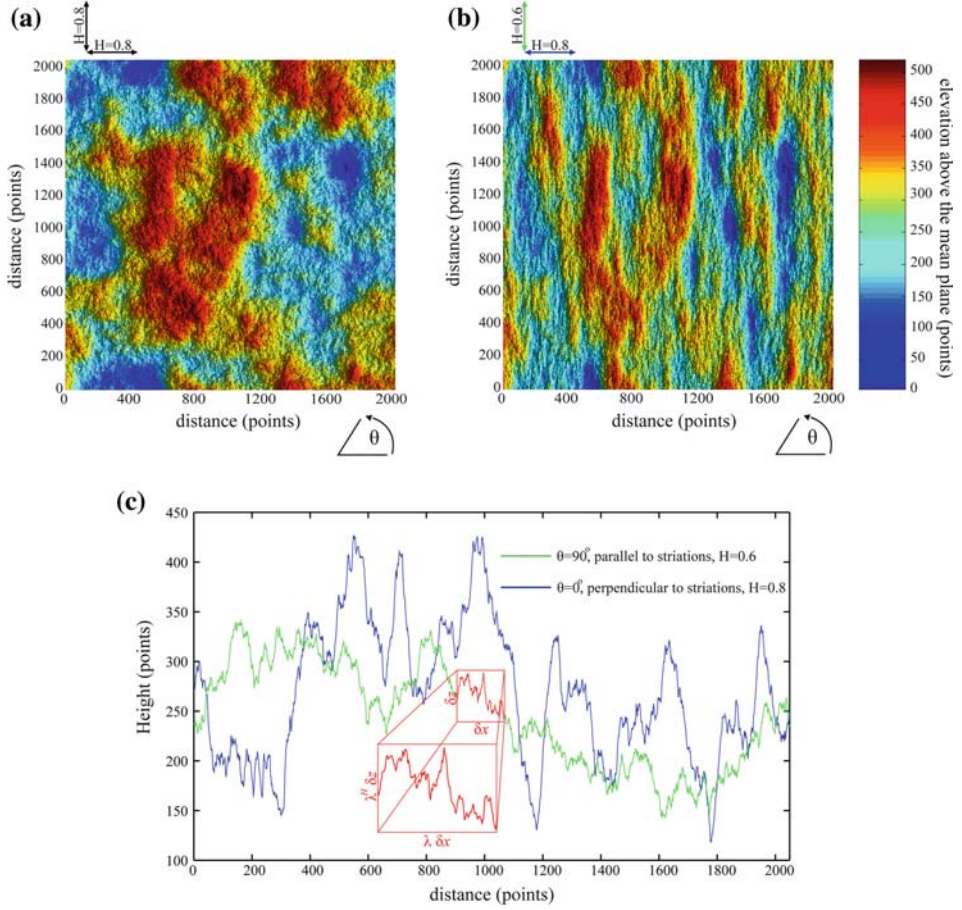 (a)
H=0.8
H=0.8
2000
1800
1600
1400
1200
1000
800
600
400
200
0
distance (points)
0 400 800 1200 1600 2000
distance (points)
θ
(b)
H=0.6
H=0.8
2000
1800
1600
1400
1200
1000
800
600
400
200
0
distance (points)
0 400 800 1200 1600 2000
distance (points)
θ
500
450
400
350
300
250
200
150
100
50
0
elevation above the mean plane (points)
(c)
450
400
350
300
250
200
150
100
Height (points)
θ=90°, parallel to striations, H=0.6
θ=0°, perpendicular to striations, H=0.8
δz
δx
λ^H δz
λ δx
0 200 400 600 800 1000 1200 1400 1600 1800 2000
distance (points)